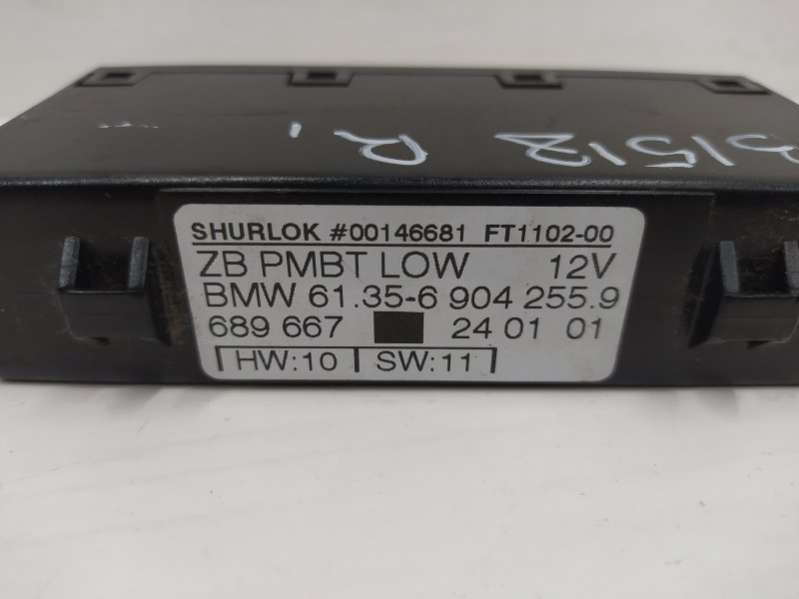 B1512 R,
SHURLOK #00146681 FT1102-00
ZB PMBT LOW 12V
BMW 61.35-6 904 255.9
689 667 24 01 01
HW:10 SW:11